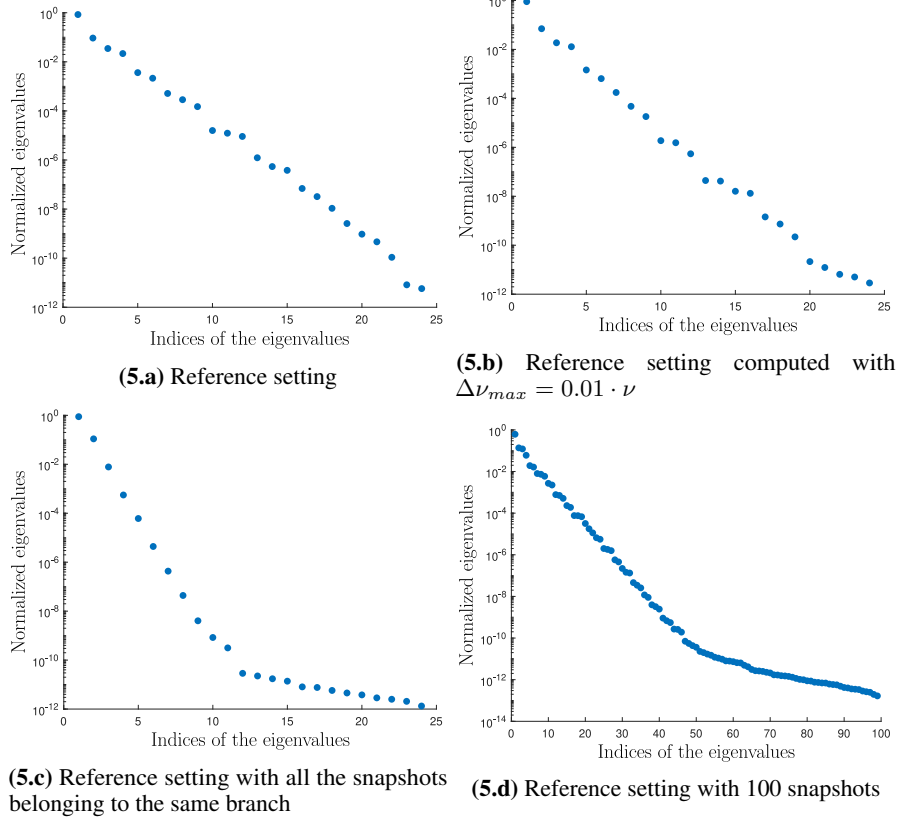 10^0
10^-2
10^-4
10^-6
10^-8
10^-10
10^-12
Normalized eigenvalues
0 5 10 15 20 25
Indices of the eigenvalues
(5.a) Reference setting
10^-2
10^-4
10^-6
10^-8
10^-10
10^-12
Normalized eigenvalues
0 5 10 15 20 25
Indices of the eigenvalues
(5.b) Reference setting computed with
Δν_max = 0.01 · ν
10^0
10^-2
10^-4
10^-6
10^-8
10^-10
10^-12
Normalized eigenvalues
0 5 10 15 20 25
Indices of the eigenvalues
(5.c) Reference setting with all the snapshots
belonging to the same branch
10^0
10^-2
10^-4
10^-6
10^-8
10^-10
10^-12
10^-14
Normalized eigenvalues
0 10 20 30 40 50 60 70 80 90 100
Indices of the eigenvalues
(5.d) Reference setting with 100 snapshots